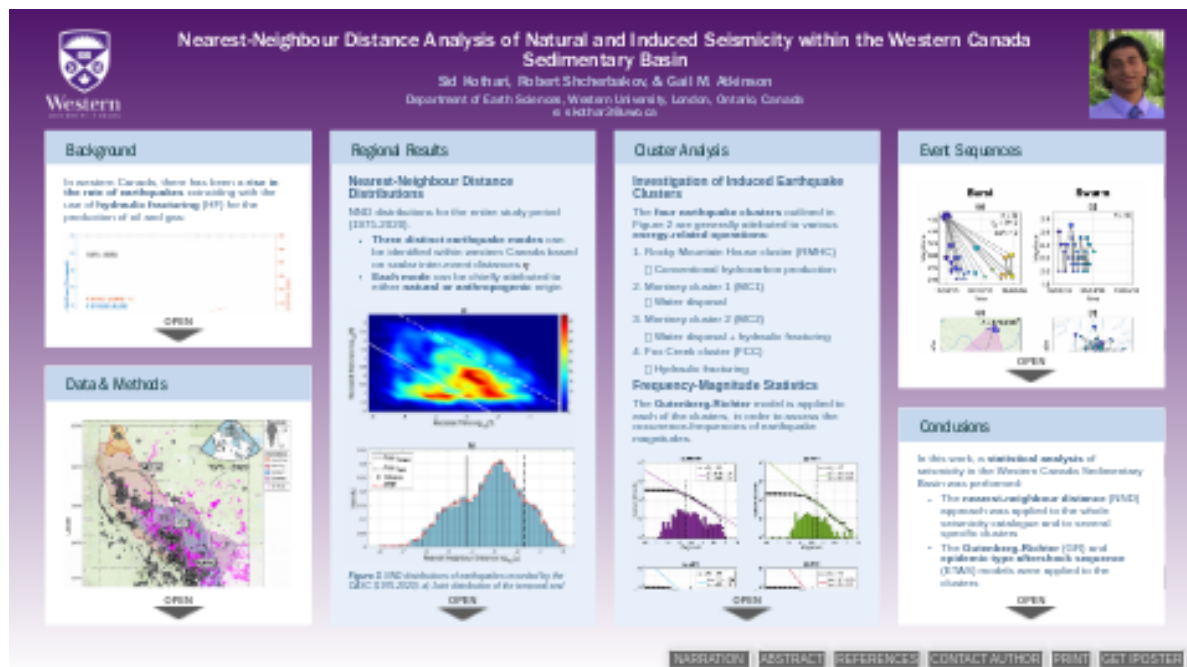 Nearest-Neighbour Distance Analysis of Natural and Induced Seismicity within the Western Canada
Sedimentary Basin
Sid Kothari, Robert Shcherbakov, & Gail M. Atkinson
Department of Earth Sciences, Western University, London, Ontario, Canada
Western
Background
In western Canada, there has been a rise in
the rate of earthquakes coinciding with the
use of hydraulic fracturing (HF) for the
production of oil and gas:
OPEN
Data & Methods
OPEN
Regional Results
Nearest-Neighbour Distance
Distributions
NND distributions for the entire study period
(1975-2020).
• Three distinct earthquake modes can
be identified within western Canada based
on scalar inter-event distances η
• Each mode can be chiefly attributed to
either natural or anthropogenic origin
Figure 2. NND distributions of earthquakes recorded by the
OPEN
Cluster Analysis
Investigation of Induced Earthquake
Clusters
The four earthquake clusters outlined in
Figure 2 are generally attributed to various
energy-related operations:
1. Rocky Mountain House cluster (RMHC)
Conventional hydrocarbon production
2. Montney cluster 1 (MC1)
Water disposal
3. Montney cluster 2 (MC2)
Water disposal + hydraulic fracturing
4. Fox Creek cluster (FCC)
Hydraulic fracturing
Frequency-Magnitude Statistics
The Gutenberg-Richter model is applied to
each of the clusters, in order to assess the
occurrence-frequencies of earthquake
magnitudes.
OPEN
Event Sequences
Burst
Swarm
OPEN
Conclusions
In this work, a statistical analysis of
seismicity in the Western Canada Sedimentary
Basin was performed:
• The nearest-neighbour distance (NND)
approach was applied to the whole
seismicity catalogue and to several
specific clusters
• The Gutenberg-Richter (GR) and
epidemic type aftershock sequence
(ETAS) models were applied to the
clusters
OPEN
NARRATION
ABSTRACT
REFERENCES
CONTACT AUTHOR
PRINT
GET IPOSTER